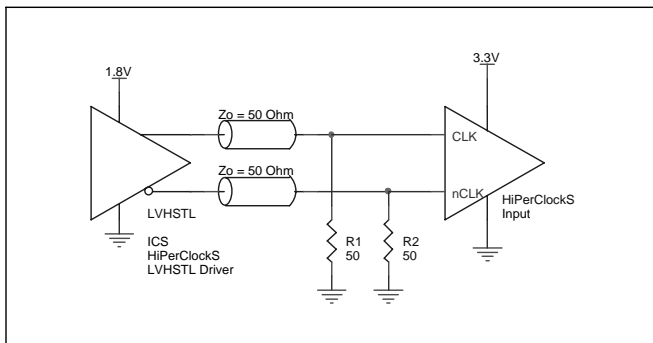 1.8V
3.3V
Zo = 50 Ohm
CLK
Zo = 50 Ohm
nCLK
HiPerClockS
Input
LVHSTL
ICS
HiPerClockS
LVHSTL Driver
R1
50
R2
50